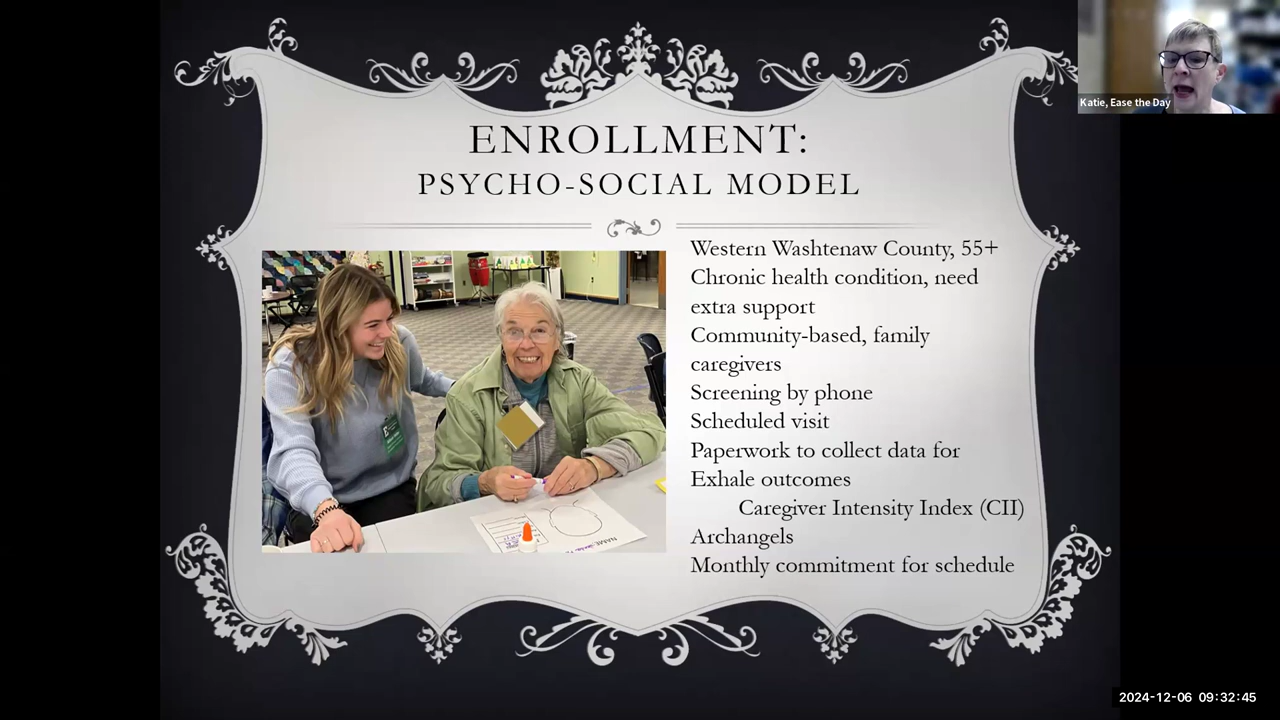 ENROLLMENT:
PSYCHO-SOCIAL MODEL
Katie, Ease the Day
Western Washtenaw County, 55+
Chronic health condition, need
extra support
Community-based, family
caregivers
Screening by phone
Scheduled visit
Paperwork to collect data for
Exhale outcomes
Caregiver Intensity Index (CII)
Archangels
Monthly commitment for schedule
NAME
2024-12-06 09:32:45